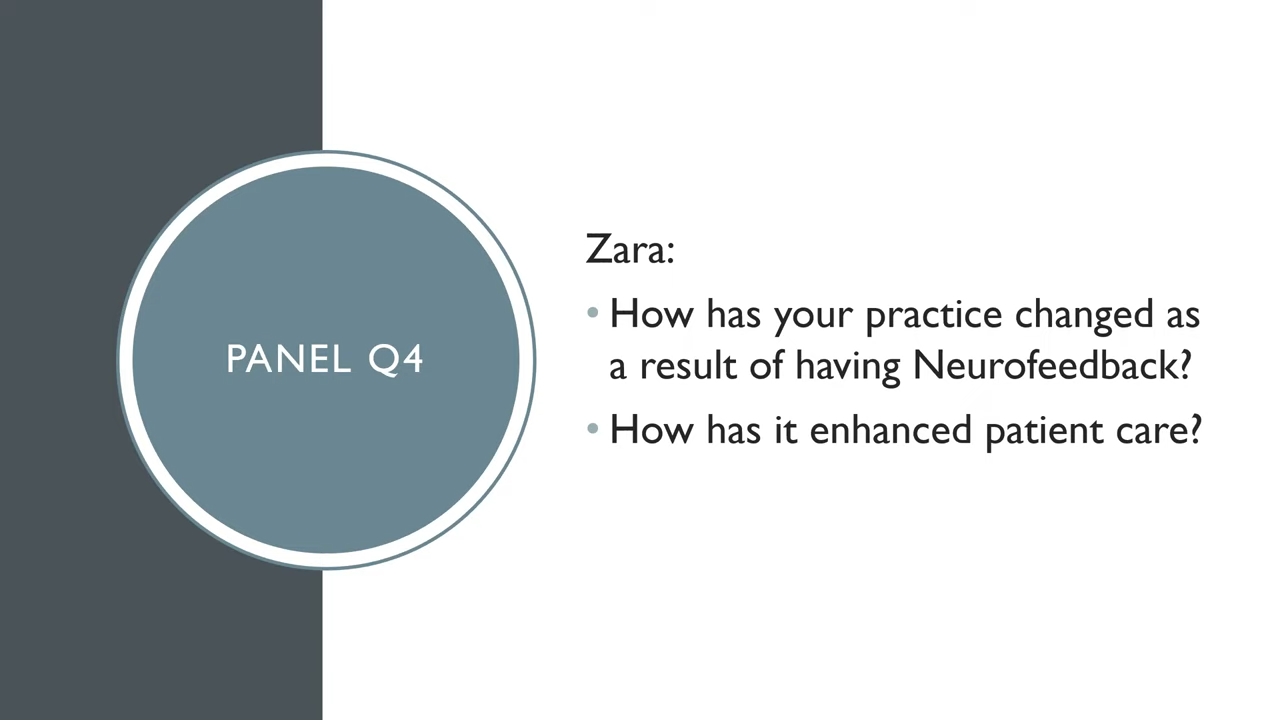 PANEL Q4
Zara:
• How has your practice changed as
a result of having Neurofeedback?
• How has it enhanced patient care?